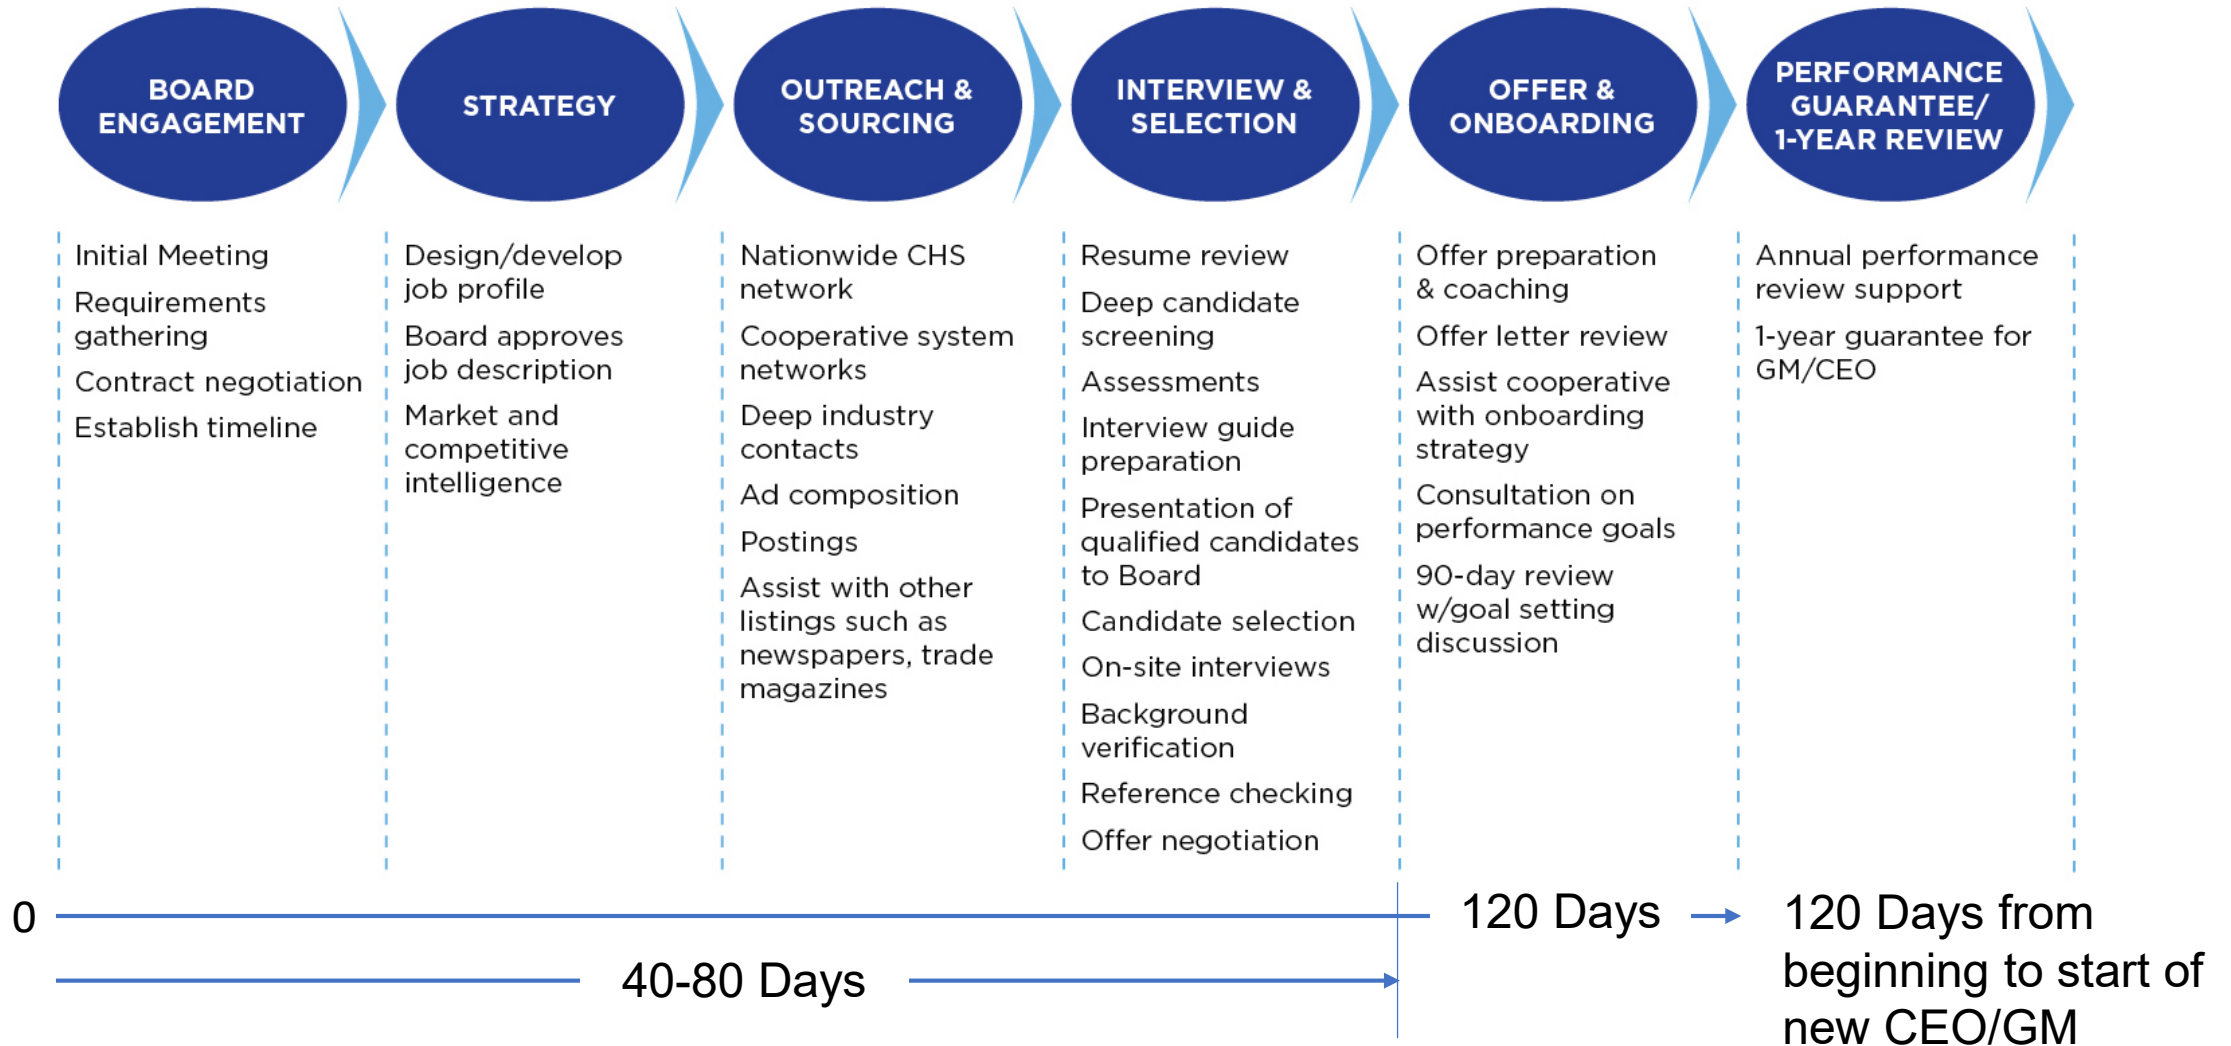 BOARD
ENGAGEMENT
STRATEGY
OUTREACH &
SOURCING
INTERVIEW &
SELECTION
OFFER &
ONBOARDING
PERFORMANCE
GUARANTEE/
1-YEAR REVIEW
Initial Meeting
Requirements
gathering
Contract negotiation
Establish timeline
Design/develop
job profile
Board approves
job description
Market and
competitive
intelligence
Nationwide CHS
network
Cooperative system
networks
Deep industry
contacts
Ad composition
Postings
Assist with other
listings such as
newspapers, trade
magazines
Resume review
Deep candidate
screening
Assessments
Interview guide
preparation
Presentation of
qualified candidates
to Board
Candidate selection
On-site interviews
Background
verification
Reference checking
Offer negotiation
Offer preparation
& coaching
Offer letter review
Assist cooperative
with onboarding
strategy
Consultation on
performance goals
90-day review
w/goal setting
discussion
Annual performance
review support
1-year guarantee for
GM/CEO
0
120 Days
40-80 Days
120 Days from
beginning to start of
new CEO/GM